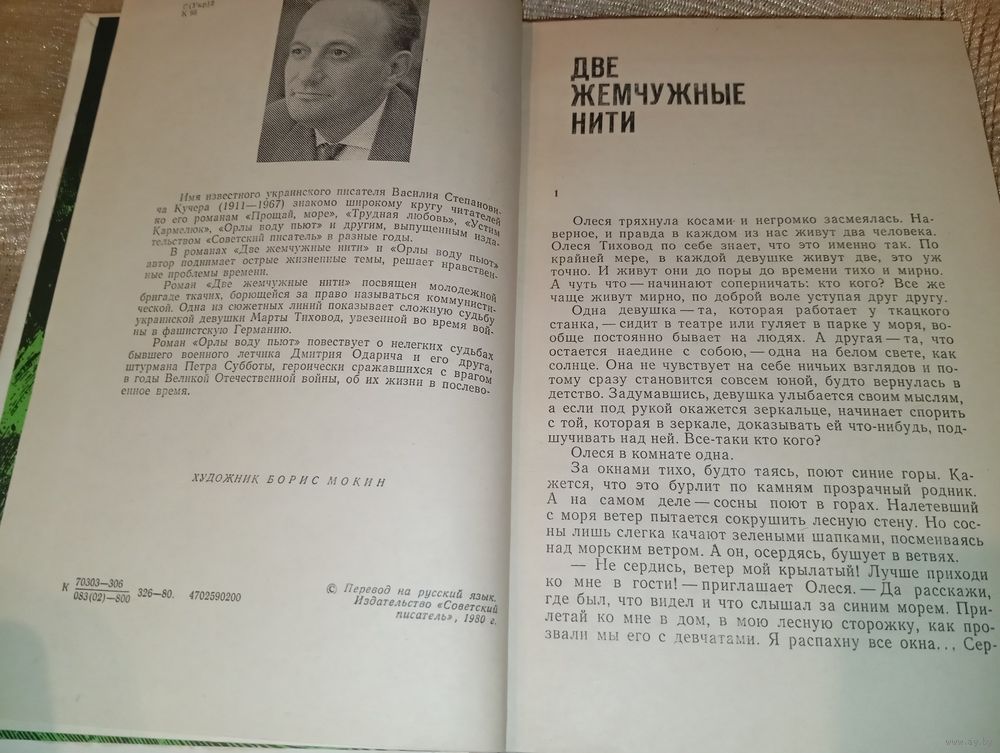 С(Укр)2
К 95
Имя известного украинского писателя Василия Степанови-
ча Кучера (1911—1967) знакомо широкому кругу читателей
по его романам «Прощай, море», «Трудная любовь», «Устим
Кармелюк», «Орлы воду пьют» и другим, выпущенным изда-
тельством «Советский писатель» в разные годы.
В романах «Две жемчужные нити» и «Орлы воду пьют»
автор поднимает острые жизненные темы, решает нравствен-
ные проблемы времени.
Роман «Две жемчужные нити» посвящен молодежной
бригаде ткачих, борющейся за право называться коммунисти-
ческой. Одна из сюжетных линий показывает сложную судьбу
украинской девушки Марты Тиховод, увезенной во время вой-
ны в фашистскую Германию.
Роман «Орлы воду пьют» повествует о нелегких судьбах
бывшего военного летчика Дмитрия Одарича и его друга,
штурмана Петра Субботы, героически сражавшихся с врагом
в годы Великой Отечественной войны, об их жизни в послево-
енное время.
ХУДОЖНИК БОРИС МОКИН
К 70303—306
083(02)—800 326—80. 4702590200
© Перевод на русский язык.
Издательство «Советский
писатель», 1980 г.
ДВЕ
ЖЕМЧУЖНЫЕ
НИТИ
1
Олеся тряхнула косами и негромко засмеялась. На-
верное, и правда в каждом из нас живут два человека.
Олеся Тиховод по себе знает, что это именно так. По
крайней мере, в каждой девушке живут две, это уж
точно. И живут они до поры до времени тихо и мирно.
А чуть что — начинают соперничать: кто кого? Все же
чаще живут мирно, по доброй воле уступая друг другу.
Одна девушка — та, которая работает у ткацкого
станка, — сидит в театре или гуляет в парке у моря, во-
обще постоянно бывает на людях. А другая — та, что
остается наедине с собою, — одна на белом свете, как
солнце. Она не чувствует на себе ничьих взглядов и по-
тому сразу становится совсем юной, будто вернулась в
детство. Задумавшись, девушка улыбается своим мыслям,
а если под рукой окажется зеркальце, начинает спорить
с той, которая в зеркале, доказывать ей что-нибудь, под-
шучивать над ней. Все-таки кто кого?
Олеся в комнате одна.
За окнами тихо, будто таясь, поют синие горы. Ка-
жется, что это бурлит по камням прозрачный родник.
А на самом деле — сосны поют в горах. Налетевший
с моря ветер пытается сокрушить лесную стену. Но сос-
ны лишь слегка качают зелеными шапками, посмеиваясь
над морским ветром. А он, осердясь, бушует в ветвях.
— Не сердись, ветер мой крылатый! Лучше приходи
ко мне в гости! — приглашает Олеся. — Да расскажи,
где был, что видел и что слышал за синим морем. При-
летай ко мне в дом, в мою лесную сторожку, как про-
звали мы его с девчатами. Я распахну все окна... Сер-
www.ay.by